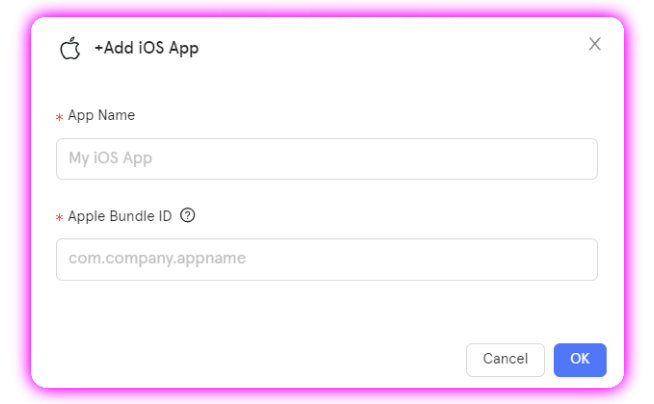 +Add iOS App
* App Name
My iOS App
* Apple Bundle ID ?
com.company.appname
Cancel OK